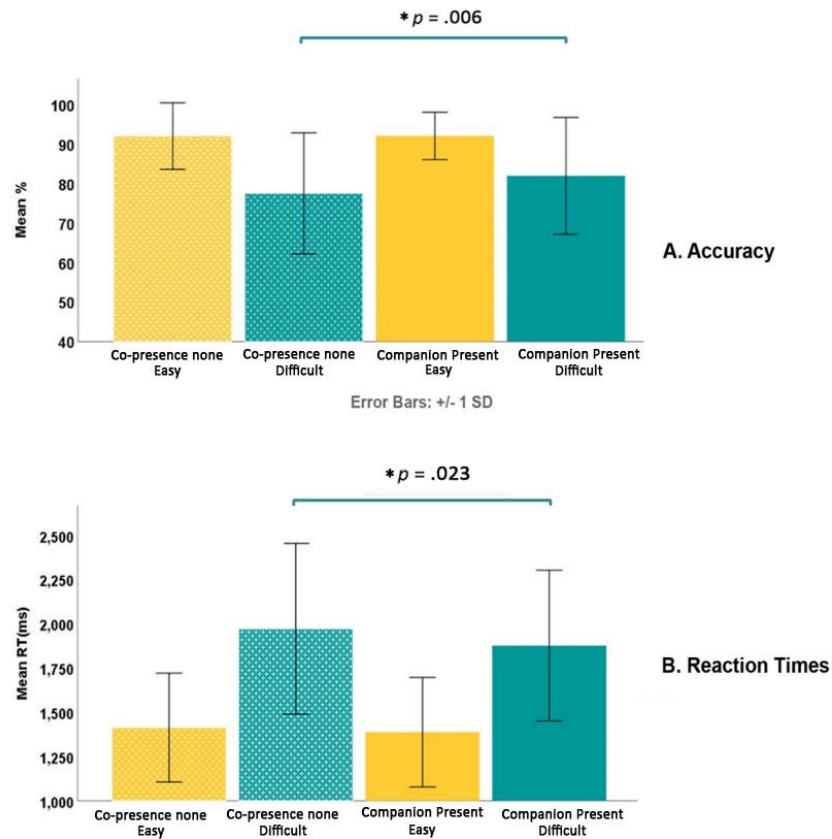 * p = .006
100
90
80
70
60
50
40
Mean %
Co-presence none
Easy
Co-presence none
Difficult
Companion Present
Easy
Companion Present
Difficult
A. Accuracy
Error Bars: +/- 1 SD
* p = .023
2,500
2,250
2,000
1,750
1,500
1,250
1,000
Mean RT(ms)
Co-presence none
Easy
Co-presence none
Difficult
Companion Present
Easy
Companion Present
Difficult
B. Reaction Times